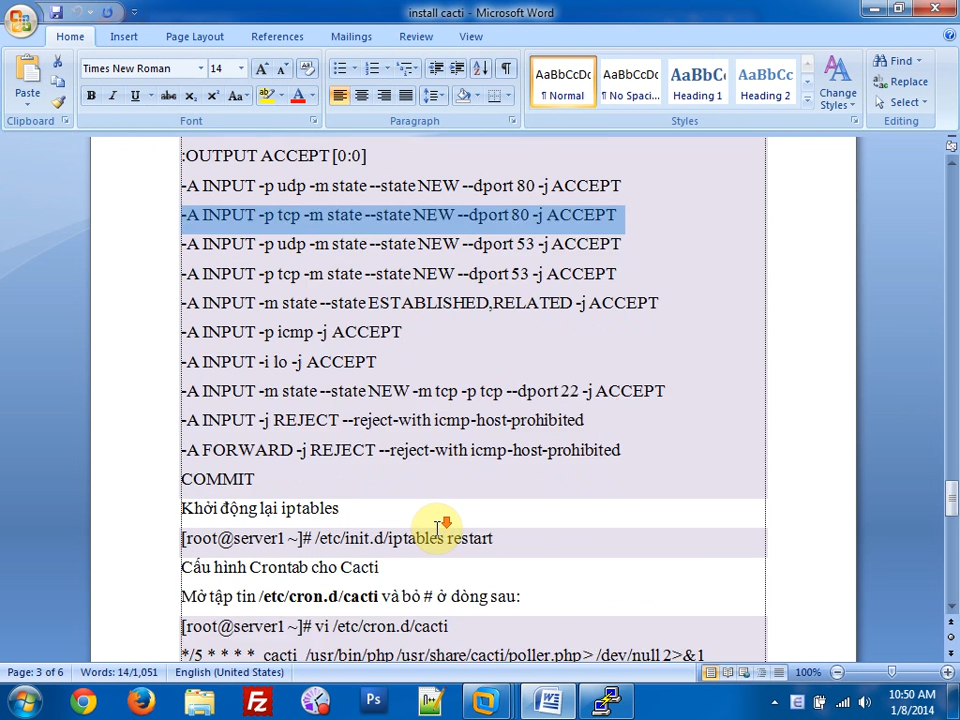 install cacti - Microsoft Word
Home Insert Page Layout References Mailings Review View
Paste
Times New Roman 14
Clipboard Font Paragraph Styles Editing
AaBbCcDc AaBbCcDc AaBbCc AaBbCc
¶ Normal ¶ No Spaci... Heading 1 Heading 2
Change Styles
Find
Replace
Select
:OUTPUT ACCEPT [0:0]
-A INPUT -p udp -m state --state NEW --dport 80 -j ACCEPT
-A INPUT -p tcp -m state --state NEW --dport 80 -j ACCEPT
-A INPUT -p udp -m state --state NEW --dport 53 -j ACCEPT
-A INPUT -p tcp -m state --state NEW --dport 53 -j ACCEPT
-A INPUT -m state --state ESTABLISHED,RELATED -j ACCEPT
-A INPUT -p icmp -j ACCEPT
-A INPUT -i lo -j ACCEPT
-A INPUT -m state --state NEW -m tcp -p tcp --dport 22 -j ACCEPT
-A INPUT -j REJECT --reject-with icmp-host-prohibited
-A FORWARD -j REJECT --reject-with icmp-host-prohibited
COMMIT
Khởi động lại iptables
[root@server1 ~]# /etc/init.d/iptables restart
Cấu hình Crontab cho Cacti
Mở tập tin /etc/cron.d/cacti và bỏ # ở dòng sau:
[root@server1 ~]# vi /etc/cron.d/cacti
*/5 * * * * cacti /usr/bin/php /usr/share/cacti/poller.php > /dev/null 2>&1
Page: 3 of 6 Words: 14/1,051 English (United States) 100%
10:50 AM
1/8/2014